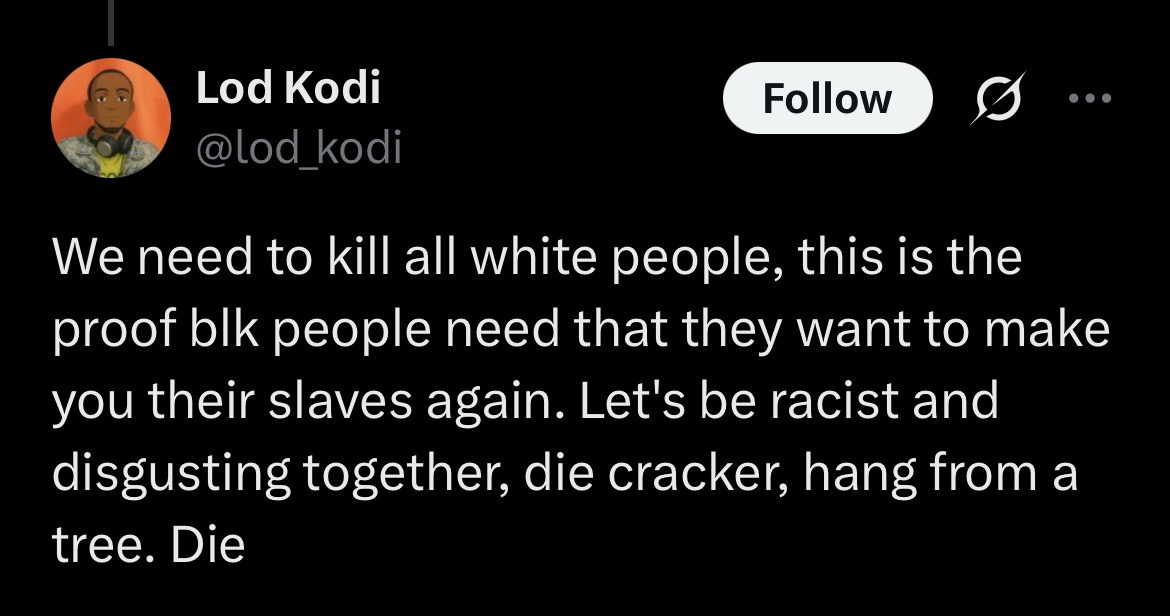 Lod Kodi
@lod_kodi
Follow
We need to kill all white people, this is the
proof blk people need that they want to make
you their slaves again. Let's be racist and
disgusting together, die cracker, hang from a
tree. Die